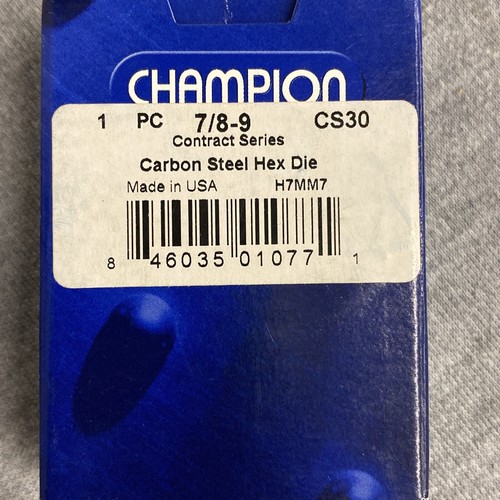 CHAMPION
1 PC 7/8-9 CS30
Contract Series
Carbon Steel Hex Die
Made in USA H7MM7
8 46035 01077 1